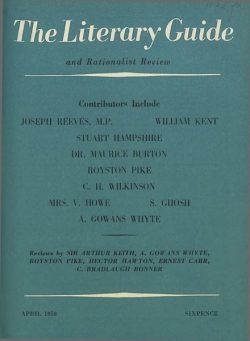 The Literary Guide
and Rationalist Review
Contributors Include
JOSEPH REEVES, M.P. WILLIAM KENT
STUART HAMPSHIRE
DR. MAURICE BURTON
ROYSTON PIKE
C. H. WILKINSON
MRS. V. HOWE S. GHOSH
A. GOWANS WHYTE
Reviews by SIR ARTHUR KEITH, A. GOWANS WHYTE,
ROYSTON PIKE, HECTOR HAWTON, ERNEST CARR,
C. BRADLAUGH BONNER
APRIL 1950 SIXPENCE